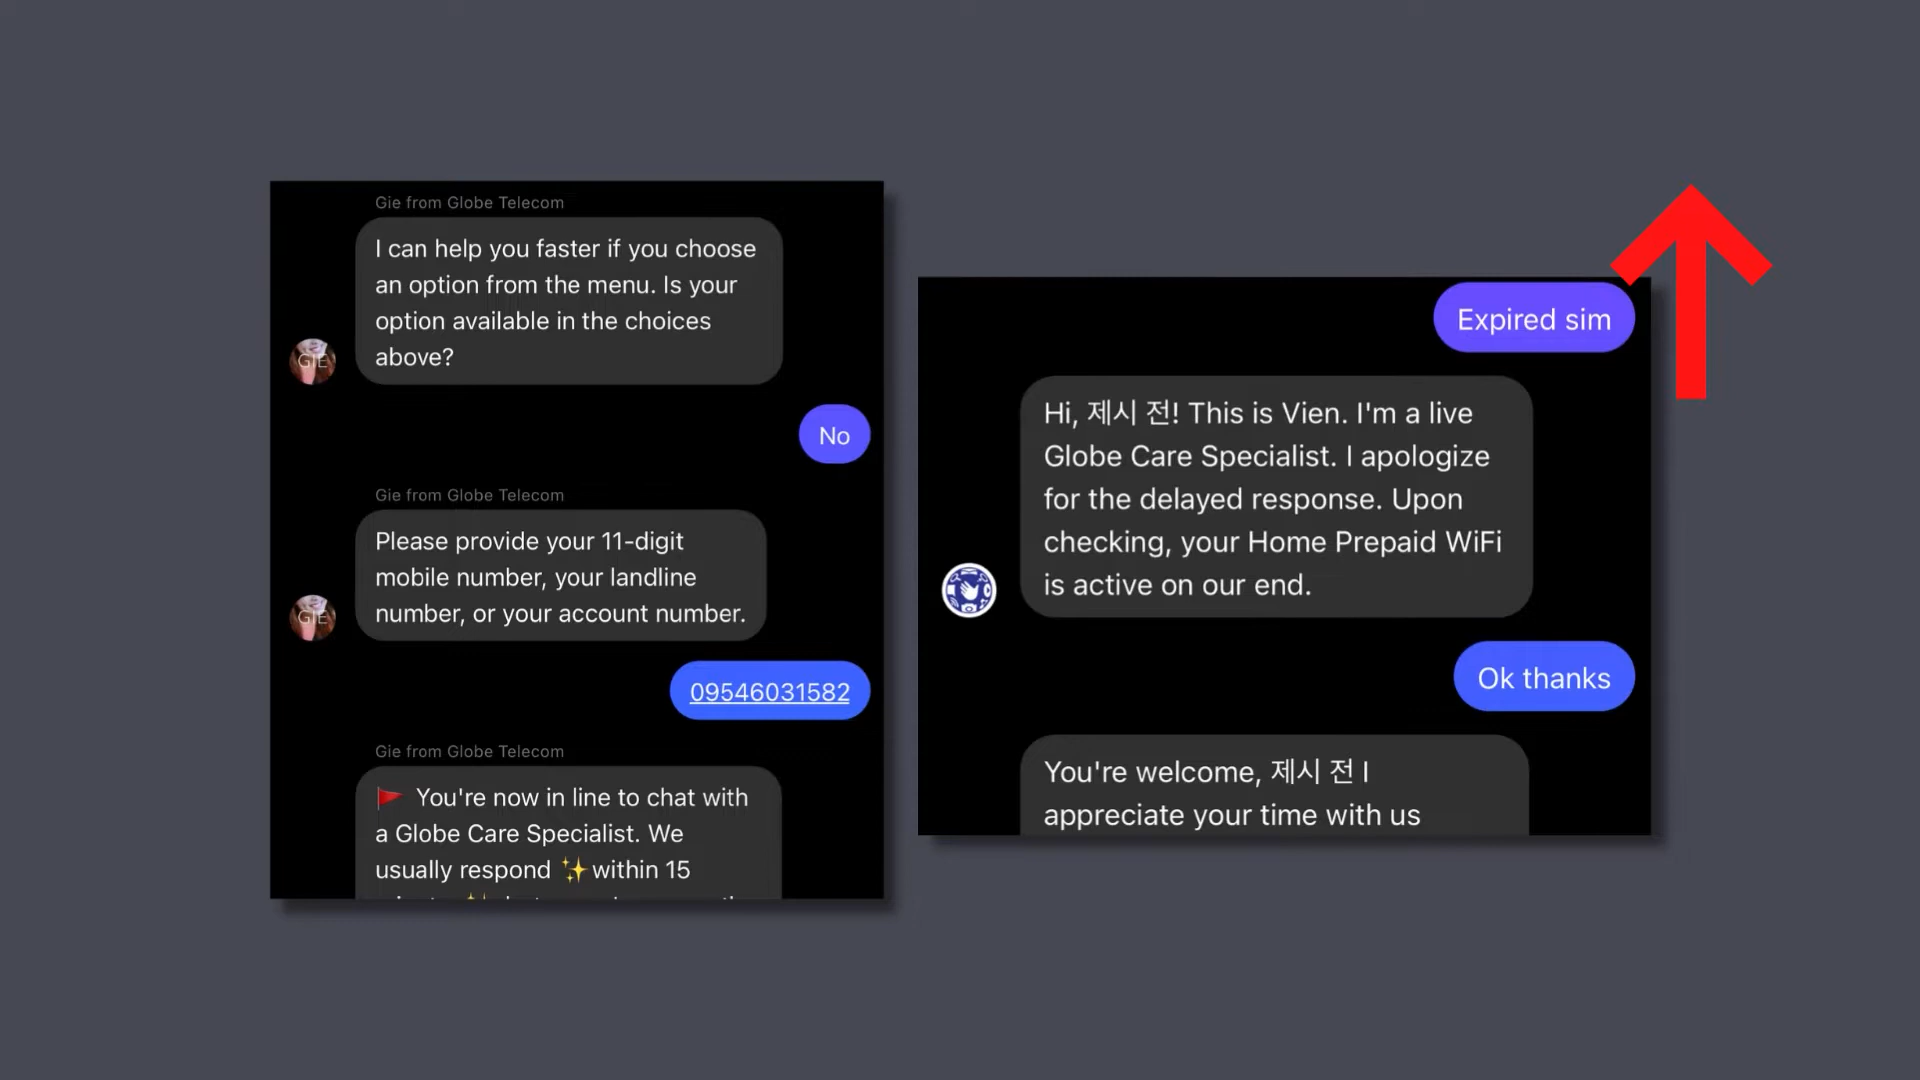 Gie from Globe Telecom
I can help you faster if you choose
an option from the menu. Is your
option available in the choices
above?
GIE
No
Gie from Globe Telecom
Please provide your 11-digit
mobile number, your landline
number, or your account number.
GIE
09546031582
Gie from Globe Telecom
🚩 You're now in line to chat with
a Globe Care Specialist. We
usually respond ✨within 15
Expired sim
Hi, 제시 전! This is Vien. I'm a live
Globe Care Specialist. I apologize
for the delayed response. Upon
checking, your Home Prepaid WiFi
is active on our end.
Ok thanks
You're welcome, 제시 전 I
appreciate your time with us